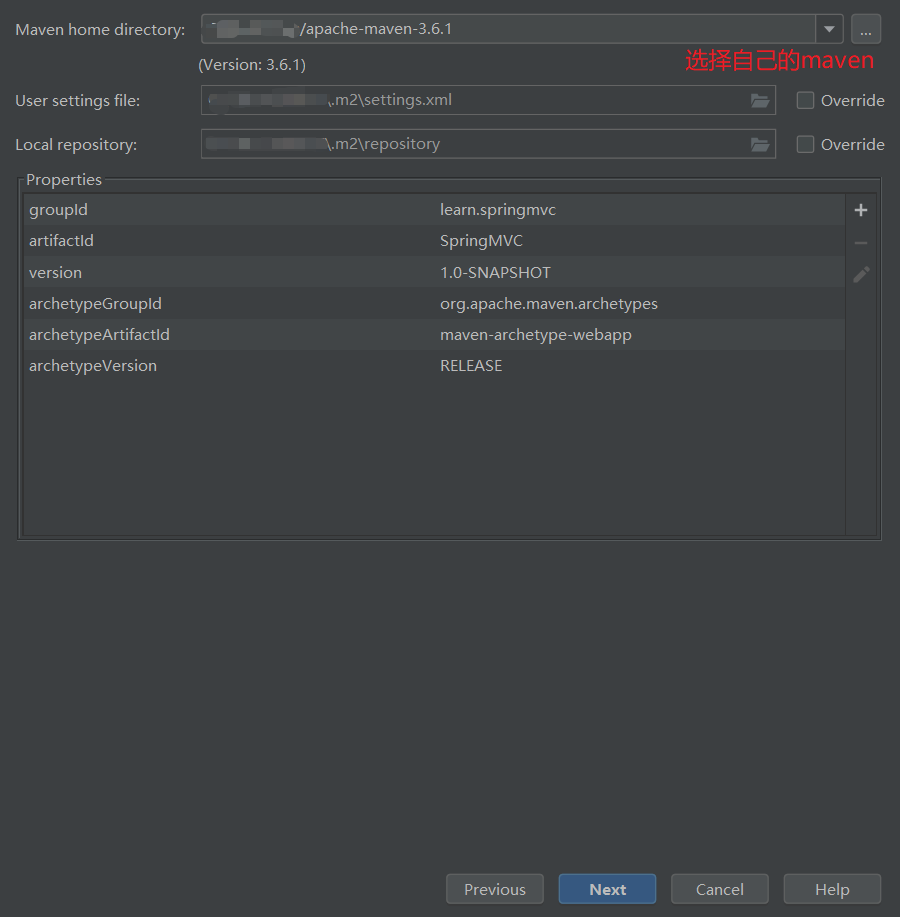 Maven home directory: /apache-maven-3.6.1 ...
(Version: 3.6.1) 选择自己的maven
User settings file: \.m2\settings.xml Override
Local repository: \.m2\repository Override
Properties
groupId learn.springmvc
artifactId SpringMVC
version 1.0-SNAPSHOT
archetypeGroupId org.apache.maven.archetypes
archetypeArtifactId maven-archetype-webapp
archetypeVersion RELEASE
Previous Next Cancel Help